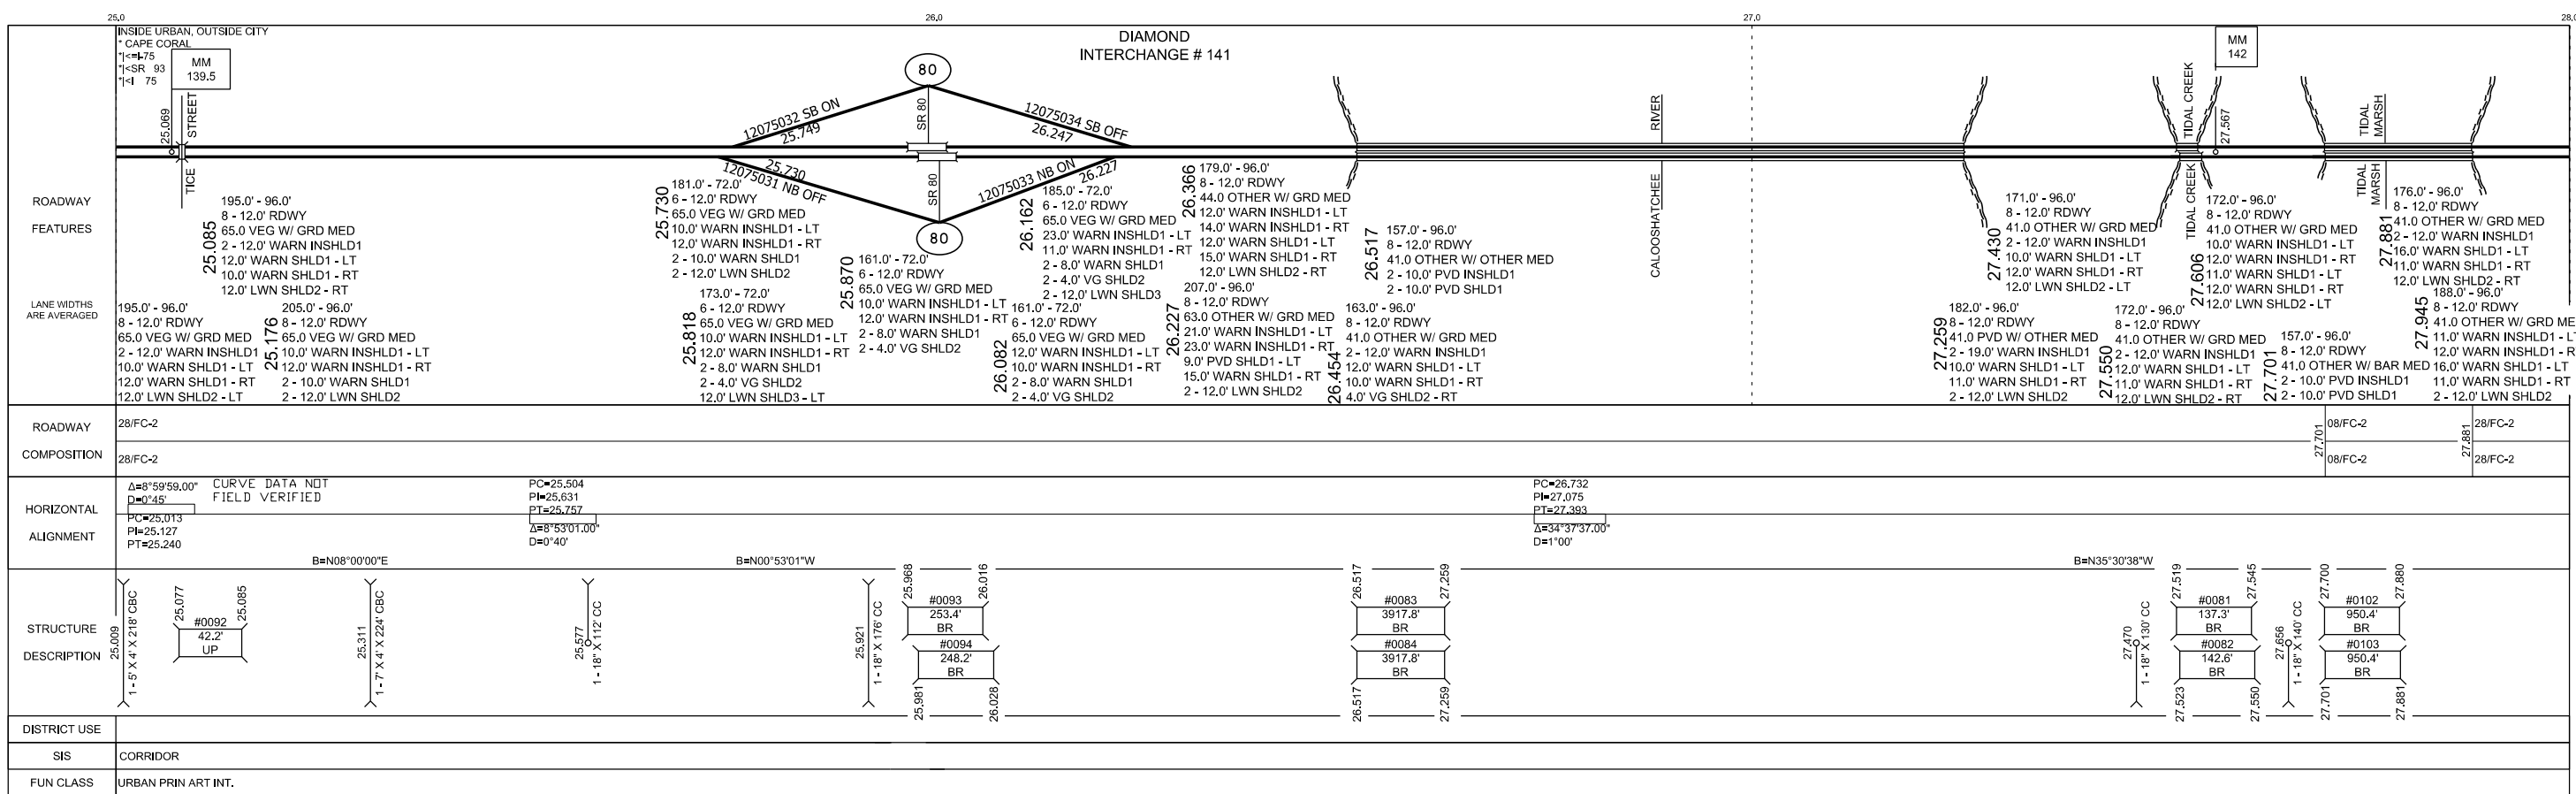 25.0
26.0
27.0
28.0
INSIDE URBAN, OUTSIDE CITY
* CAPE CORAL
*|<=I-75
*|<SR 93
*|<I 75
MM
139.5
25.069
STREET
TICE
DIAMOND
INTERCHANGE # 141
80
SR 80
12075032 SB ON
25.749
12075034 SB OFF
26.247
25.730
12075031 NB OFF
12075033 NB ON
26.227
SR 80
80
RIVER
CALOOSHATCHEE
TIDAL CREEK
TIDAL CREEK
MM
142
27.567
TIDAL
MARSH
TIDAL
MARSH
ROADWAY
FEATURES
LANE WIDTHS
ARE AVERAGED
195.0' - 96.0'
8 - 12.0' RDWY
65.0 VEG W/ GRD MED
2 - 12.0' WARN INSHLD1
10.0' WARN SHLD1 - LT
12.0' WARN SHLD1 - RT
12.0' LWN SHLD2 - LT
25.085
195.0' - 96.0'
8 - 12.0' RDWY
65.0 VEG W/ GRD MED
2 - 12.0' WARN INSHLD1
12.0' WARN SHLD1 - LT
10.0' WARN SHLD1 - RT
12.0' LWN SHLD2 - RT
25.176
205.0' - 96.0'
8 - 12.0' RDWY
65.0 VEG W/ GRD MED
10.0' WARN INSHLD1 - LT
12.0' WARN INSHLD1 - RT
2 - 10.0' WARN SHLD1
2 - 12.0' LWN SHLD2
25.730
181.0' - 72.0'
6 - 12.0' RDWY
65.0 VEG W/ GRD MED
10.0' WARN INSHLD1 - LT
12.0' WARN INSHLD1 - RT
2 - 10.0' WARN SHLD1
2 - 12.0' LWN SHLD2
25.818
173.0' - 72.0'
6 - 12.0' RDWY
65.0 VEG W/ GRD MED
10.0' WARN INSHLD1 - LT
12.0' WARN INSHLD1 - RT
2 - 8.0' WARN SHLD1
2 - 4.0' VG SHLD2
12.0' LWN SHLD3 - LT
25.870
161.0' - 72.0'
6 - 12.0' RDWY
65.0 VEG W/ GRD MED
10.0' WARN INSHLD1 - LT
12.0' WARN INSHLD1 - RT
2 - 8.0' WARN SHLD1
2 - 4.0' VG SHLD2
26.082
161.0' - 72.0'
6 - 12.0' RDWY
65.0 VEG W/ GRD MED
12.0' WARN INSHLD1 - LT
10.0' WARN INSHLD1 - RT
2 - 8.0' WARN SHLD1
2 - 4.0' VG SHLD2
26.162
185.0' - 72.0'
6 - 12.0' RDWY
65.0 VEG W/ GRD MED
23.0' WARN INSHLD1 - LT
11.0' WARN INSHLD1 - RT
2 - 8.0' WARN SHLD1
2 - 4.0' VG SHLD2
2 - 12.0' LWN SHLD3
26.227
207.0' - 96.0'
8 - 12.0' RDWY
63.0 OTHER W/ GRD MED
21.0' WARN INSHLD1 - LT
23.0' WARN INSHLD1 - RT
9.0' PVD SHLD1 - LT
15.0' WARN SHLD1 - RT
2 - 12.0' LWN SHLD2
26.366
179.0' - 96.0'
8 - 12.0' RDWY
44.0 OTHER W/ GRD MED
12.0' WARN INSHLD1 - LT
14.0' WARN INSHLD1 - RT
12.0' WARN SHLD1 - LT
15.0' WARN SHLD1 - RT
12.0' LWN SHLD2 - RT
26.454
163.0' - 96.0'
8 - 12.0' RDWY
41.0 OTHER W/ GRD MED
2 - 12.0' WARN INSHLD1
12.0' WARN SHLD1 - LT
10.0' WARN SHLD1 - RT
4.0' VG SHLD2 - RT
26.517
157.0' - 96.0'
8 - 12.0' RDWY
41.0 OTHER W/ OTHER MED
2 - 10.0' PVD INSHLD1
2 - 10.0' PVD SHLD1
27.259
182.0' - 96.0'
8 - 12.0' RDWY
41.0 PVD W/ OTHER MED
2 - 19.0' WARN INSHLD1
10.0' WARN SHLD1 - LT
11.0' WARN SHLD1 - RT
2 - 12.0' LWN SHLD2
27.430
171.0' - 96.0'
8 - 12.0' RDWY
41.0 OTHER W/ GRD MED
2 - 12.0' WARN INSHLD1
10.0' WARN SHLD1 - LT
12.0' WARN SHLD1 - RT
12.0' LWN SHLD2 - LT
27.550
172.0' - 96.0'
8 - 12.0' RDWY
41.0 OTHER W/ GRD MED
2 - 12.0' WARN INSHLD1
12.0' WARN SHLD1 - LT
11.0' WARN SHLD1 - RT
12.0' LWN SHLD2 - RT
27.606
172.0' - 96.0'
8 - 12.0' RDWY
41.0 OTHER W/ GRD MED
10.0' WARN INSHLD1 - LT
12.0' WARN INSHLD1 - RT
11.0' WARN SHLD1 - LT
12.0' WARN SHLD1 - RT
12.0' LWN SHLD2 - LT
27.701
157.0' - 96.0'
8 - 12.0' RDWY
41.0 OTHER W/ BAR MED
2 - 10.0' PVD INSHLD1
2 - 10.0' PVD SHLD1
27.881
176.0' - 96.0'
8 - 12.0' RDWY
41.0 OTHER W/ GRD MED
2 - 12.0' WARN INSHLD1
16.0' WARN SHLD1 - LT
11.0' WARN SHLD1 - RT
12.0' LWN SHLD2 - RT
27.945
188.0' - 96.0'
8 - 12.0' RDWY
41.0 OTHER W/ GRD ME
11.0' WARN INSHLD1 - L
12.0' WARN INSHLD1 - R
16.0' WARN SHLD1 - LT
11.0' WARN SHLD1 - RT
2 - 12.0' LWN SHLD2
ROADWAY
COMPOSITION
28/FC-2
28/FC-2
27.701
08/FC-2
08/FC-2
27.881
28/FC-2
28/FC-2
HORIZONTAL
ALIGNMENT
Δ=8°59'59.00"
D=0°45'
CURVE DATA NOT
FIELD VERIFIED
PC=25.013
PI=25.127
PT=25.240
B=N08°00'00"E
PC=25.504
PI=25.631
PT=25.757
Δ=8°53'01.00"
D=0°40'
B=N00°53'01"W
PC=26.732
PI=27.075
PT=27.393
Δ=34°37'37.00"
D=1°00'
B=N35°30'38"W
STRUCTURE
DESCRIPTION
25.009
1 - 5' X 4' X 218' CBC
25.077
25.085
#0092
42.2'
UP
25.311
1 - 7' X 4' X 224' CBC
25.577
1 - 18" X 112' CC
25.921
1 - 18" X 176' CC
25.968
26.016
#0093
253.4'
BR
#0094
248.2'
BR
25.981
26.028
26.517
27.259
#0083
3917.8'
BR
#0084
3917.8'
BR
26.517
27.259
27.470
1 - 18" X 130' CC
27.519
27.545
#0081
137.3'
BR
#0082
142.6'
BR
27.523
27.550
27.656
1 - 18" X 140' CC
27.700
27.880
#0102
950.4'
BR
#0103
950.4'
BR
27.701
27.881
DISTRICT USE
SIS
CORRIDOR
FUN CLASS
URBAN PRIN ART INT.